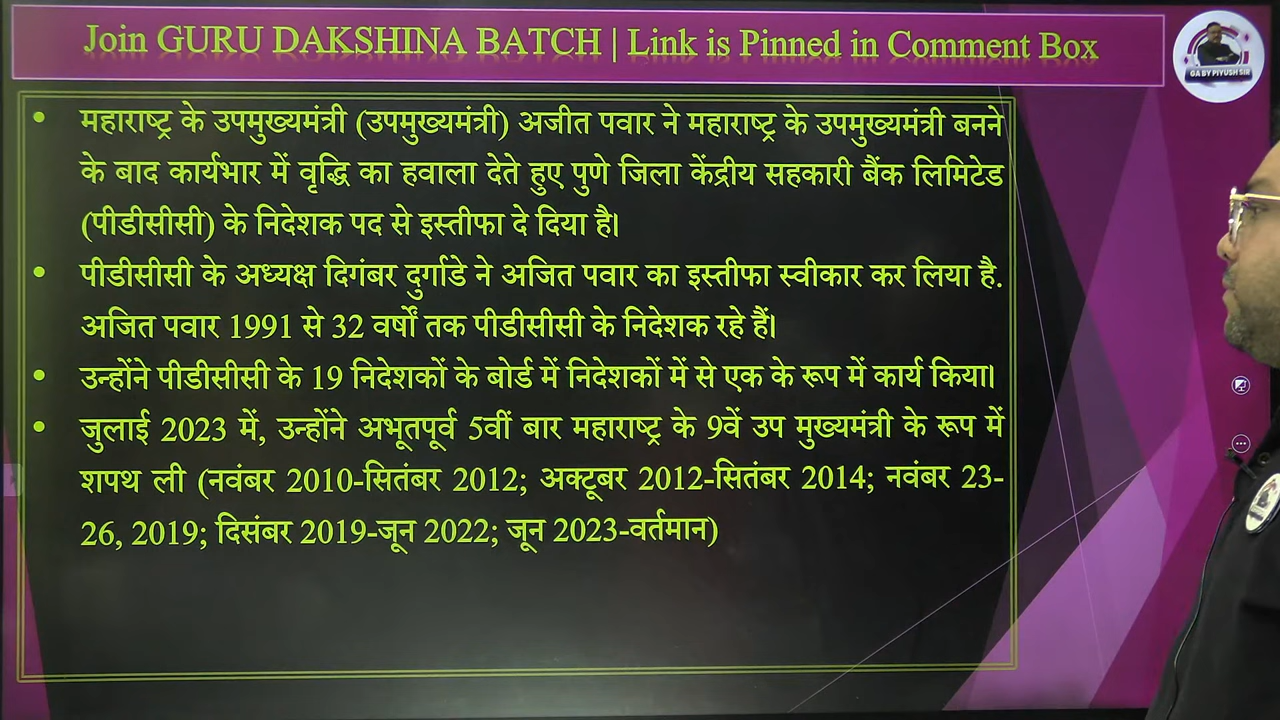 Join GURU DAKSHINA BATCH | Link is Pinned in Comment Box
GA BY PIYUSH SIR
• महाराष्ट्र के उपमुख्यमंत्री (उपमुख्यमंत्री) अजीत पवार ने महाराष्ट्र के उपमुख्यमंत्री बनने
के बाद कार्यभार में वृद्धि का हवाला देते हुए पुणे जिला केंद्रीय सहकारी बैंक लिमिटेड
(पीडीसीसी) के निदेशक पद से इस्तीफा दे दिया है।
• पीडीसीसी के अध्यक्ष दिगंबर दुर्गाडे ने अजित पवार का इस्तीफा स्वीकार कर लिया है.
अजित पवार 1991 से 32 वर्षों तक पीडीसीसी के निदेशक रहे हैं।
• उन्होंने पीडीसीसी के 19 निदेशकों के बोर्ड में निदेशकों में से एक के रूप में कार्य किया।
• जुलाई 2023 में, उन्होंने अभूतपूर्व 5वीं बार महाराष्ट्र के 9वें उप मुख्यमंत्री के रूप में
शपथ ली (नवंबर 2010-सितंबर 2012; अक्टूबर 2012-सितंबर 2014; नवंबर 23-
26, 2019; दिसंबर 2019-जून 2022; जून 2023-वर्तमान)